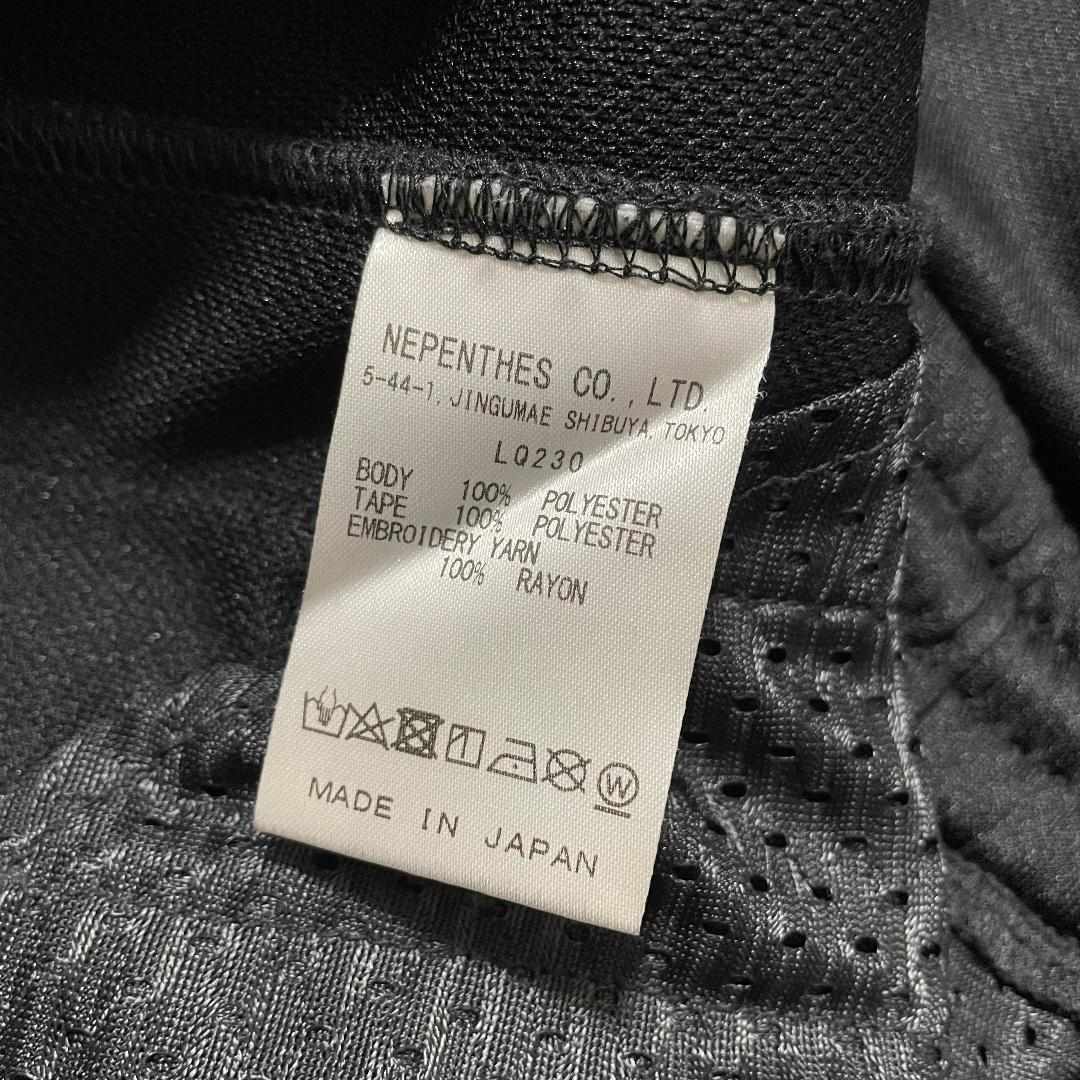 NEPENTHES CO., LTD.
5-44-1, JINGUMAE SHIBUYA, TOKYO
LQ230
BODY 100% POLYESTER
TAPE 100% POLYESTER
EMBROIDERY YARN
100% RAYON
W
MADE IN JAPAN